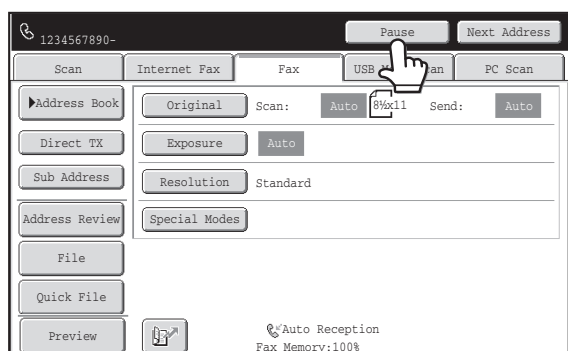 1234567890-
Pause
Next Address
Scan
Internet Fax
Fax
USB M an
PC Scan
Address Book
Original
Scan:
Auto
8½x11
Send:
Auto
Direct TX
Exposure
Auto
Sub Address
Resolution
Standard
Address Review
Special Modes
File
Quick File
Preview
Auto Reception
Fax Memory:100%